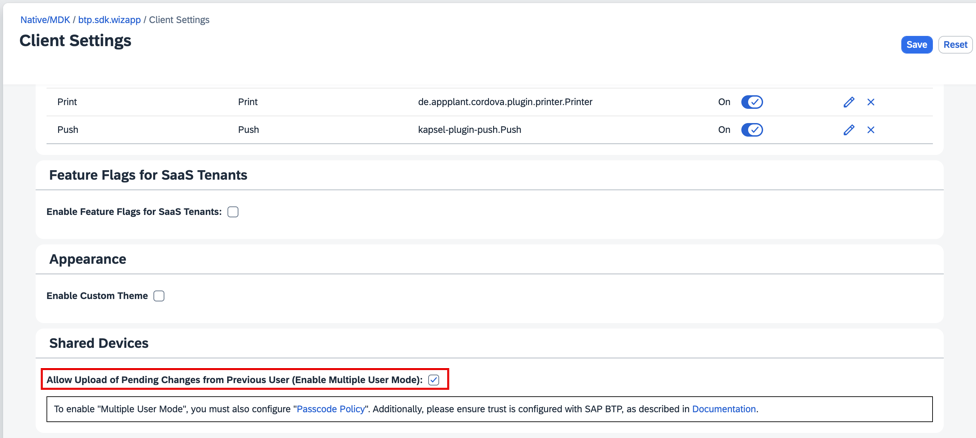 Native/MDK / btp.sdk.wizapp / Client Settings
Client Settings
Save Reset
Print Print de.appplant.cordova.plugin.printer.Printer On
Push Push kapsel-plugin-push.Push On
Feature Flags for SaaS Tenants
Enable Feature Flags for SaaS Tenants:
Appearance
Enable Custom Theme
Shared Devices
Allow Upload of Pending Changes from Previous User (Enable Multiple User Mode):
To enable "Multiple User Mode", you must also configure "Passcode Policy". Additionally, please ensure trust is configured with SAP BTP, as described in Documentation.